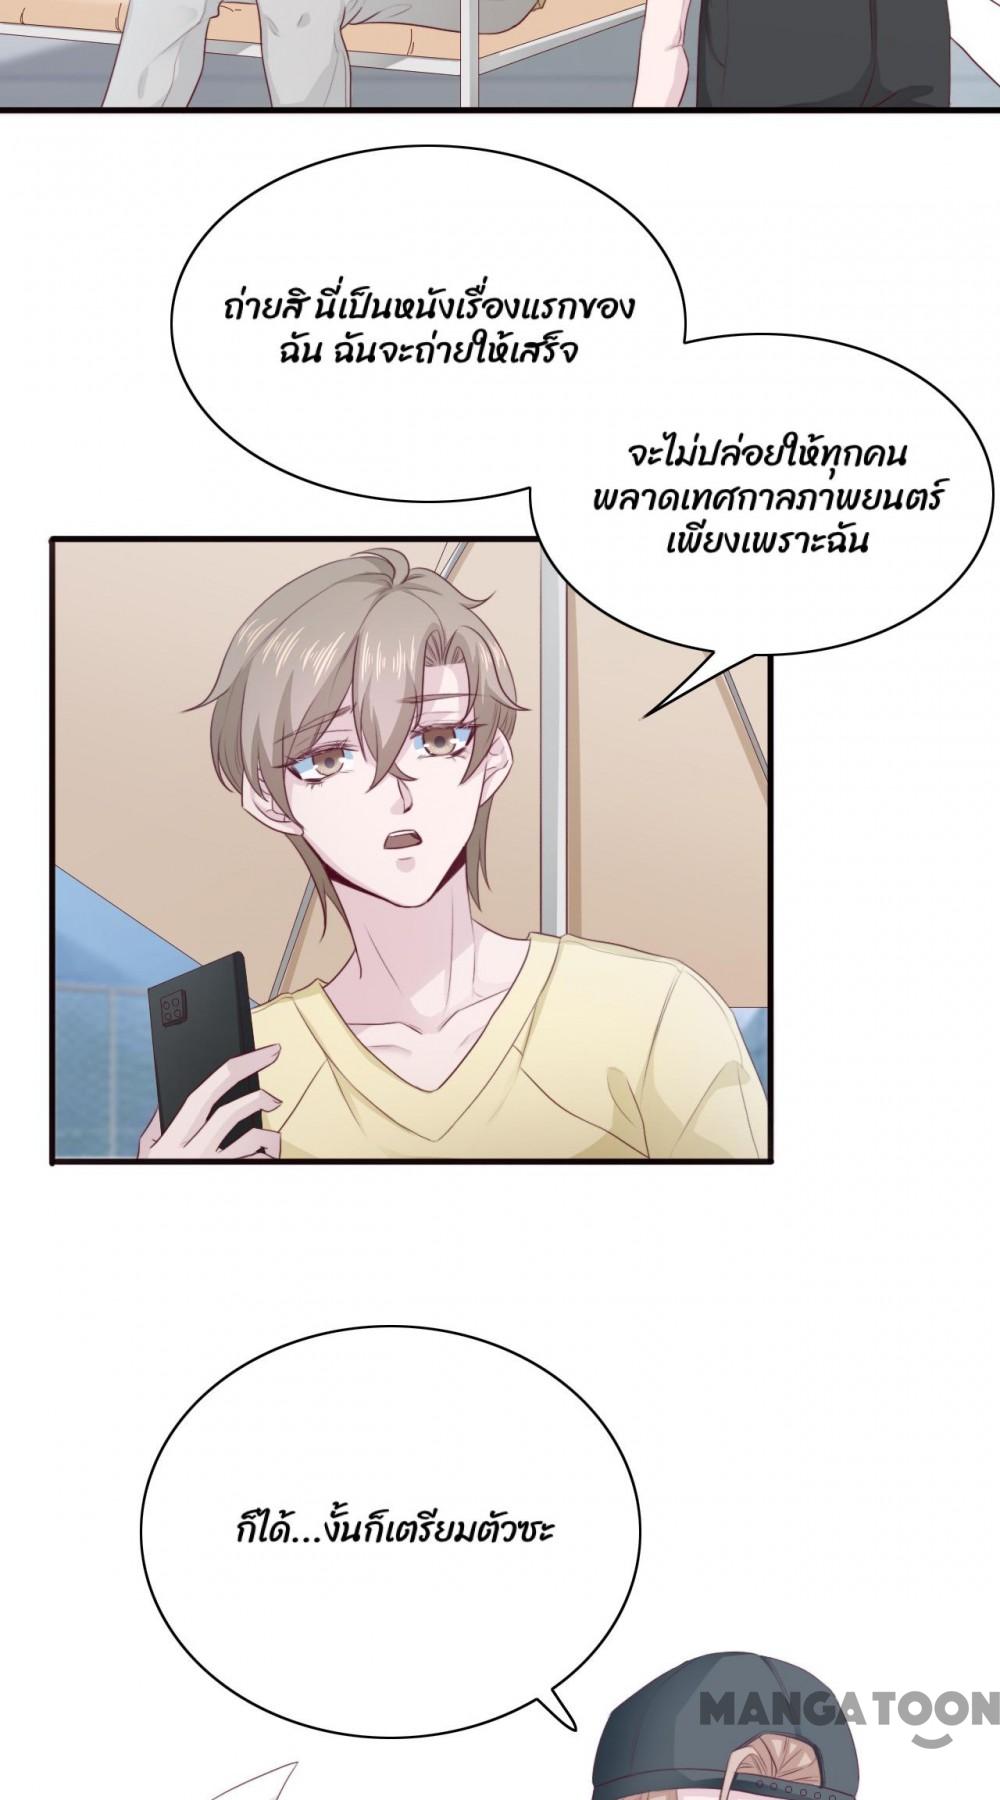 ถ่ายสิ นี่เป็นหนังเรื่องแรกของ
ฉัน ฉันจะถ่ายให้เสร็จ
จะไม่ปล่อยให้ทุกคน
พลาดเทศกาลภาพยนตร์
เพียงเพราะฉัน
ก็ได้...งั้นก็เตรียมตัวซะ
MANGATOON